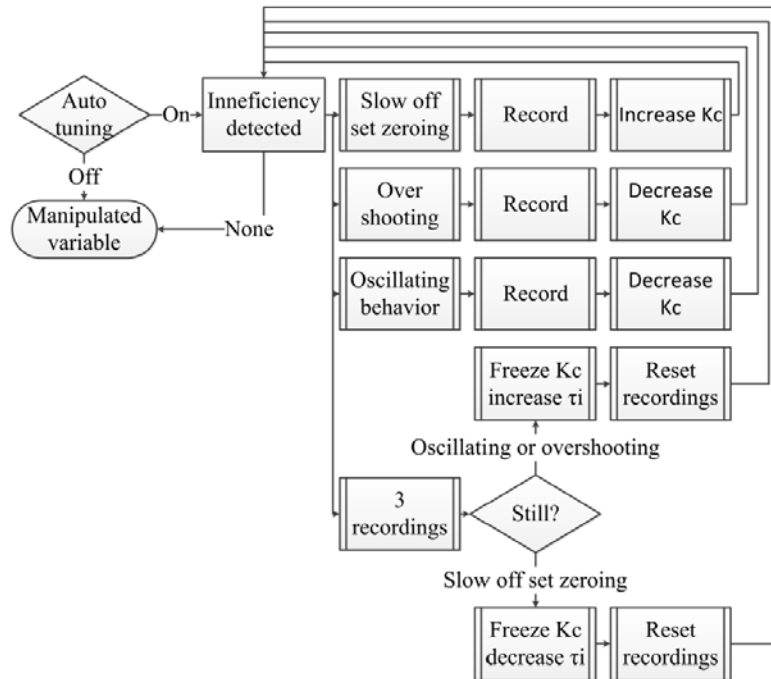 Auto
tuning
On
Inneficiency
detected
Slow off
set zeroing
Record
Increase Kc
Off
Manipulated
variable
None
Over
shooting
Record
Decrease
Kc
Oscillating
behavior
Record
Decrease
Kc
Freeze Kc
increase τi
Reset
recordings
Oscillating or overshooting
3
recordings
Still?
Slow off set zeroing
Freeze Kc
decrease τi
Reset
recordings